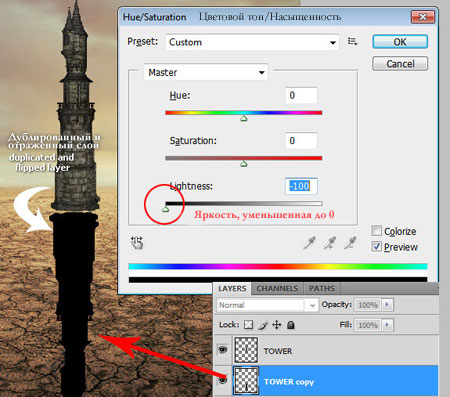 Hue/Saturation Цветовой тон/Насыщенность
Preset: Custom
OK
Cancel
Master
Hue: 0
Saturation: 0
Lightness: -100
Яркость, уменьшенная до 0
Colorize
Preview
Дублированный и
отраженный слой
duplicated and
flipped layer
LAYERS CHANNELS PATHS
Normal Opacity: 100%
Lock: Fill: 100%
TOWER
TOWER copy